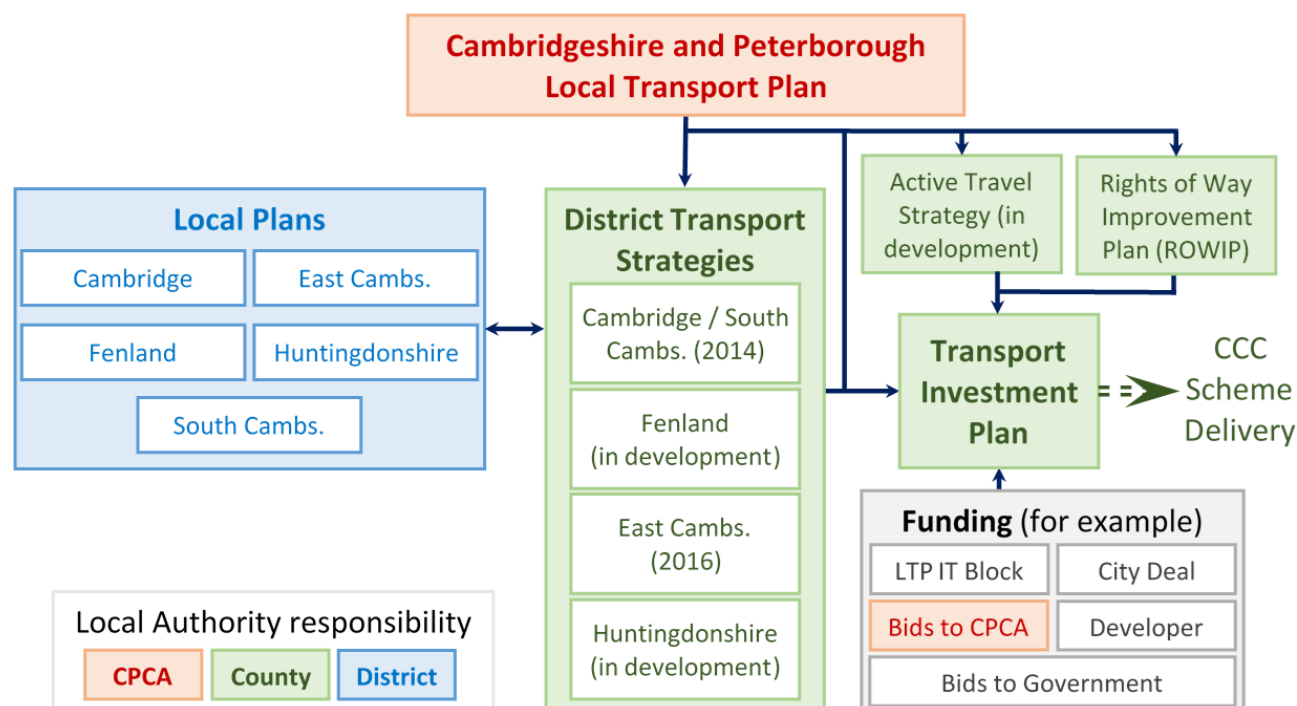 Cambridgeshire and Peterborough
Local Transport Plan
Local Plans
Cambridge
East Cambs.
Fenland
Huntingdonshire
South Cambs.
District Transport
Strategies
Cambridge / South
Cambs. (2014)
Fenland
(in development)
East Cambs.
(2016)
Huntingdonshire
(in development)
Active Travel
Strategy (in
development)
Rights of Way
Improvement
Plan (ROWIP)
Transport
Investment
Plan
CCC
Scheme
Delivery
Funding (for example)
LTP IT Block
City Deal
Bids to CPCA
Developer
Bids to Government
Local Authority responsibility
CPCA
County
District